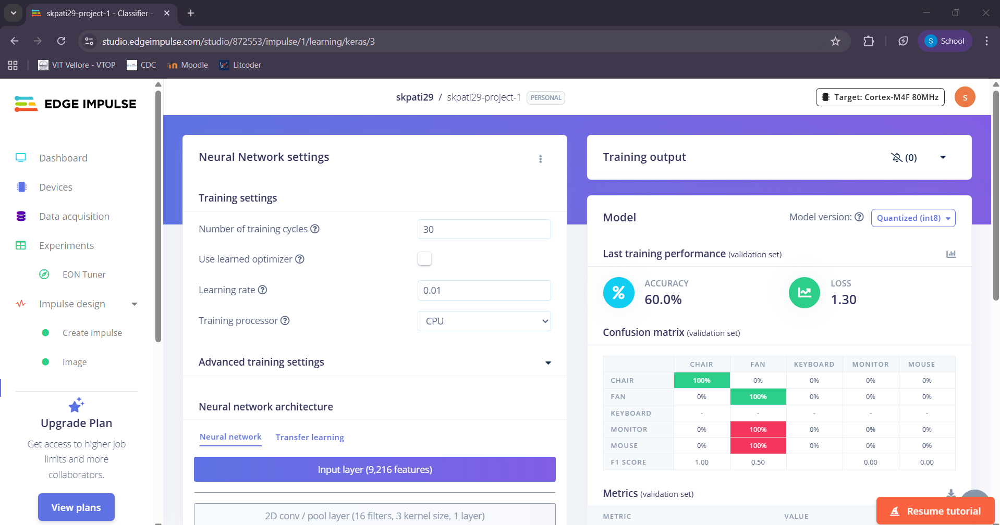 skpati29-project-1 - Classifier -
studio.edgeimpulse.com/studio/872553/impulse/1/learning/keras/3
S School
VIT Vellore - VTOP CDC Moodle Litcoder
EDGE IMPULSE
skpati29 / skpati29-project-1 PERSONAL
Target: Cortex-M4F 80MHz
s
Dashboard
Devices
Data acquisition
Experiments
EON Tuner
Impulse design
Create impulse
Image
Upgrade Plan
Get access to higher job
limits and more
collaborators.
View plans
Neural Network settings
Training settings
Number of training cycles ? 30
Use learned optimizer ?
Learning rate ? 0.01
Training processor ? CPU
Advanced training settings
Neural network architecture
Neural network Transfer learning
Input layer (9,216 features)
2D conv / pool layer (16 filters, 3 kernel size, 1 layer)
Training output (0)
Model Model version: ? Quantized (int8)
Last training performance (validation set)
% ACCURACY
60.0%
LOSS
1.30
Confusion matrix (validation set)
CHAIR FAN KEYBOARD MONITOR MOUSE
CHAIR 100% 0% 0% 0% 0%
FAN 0% 100% 0% 0% 0%
KEYBOARD - - - - -
MONITOR 0% 100% 0% 0% 0%
MOUSE 0% 100% 0% 0% 0%
F1 SCORE 1.00 0.50 0.00 0.00
Metrics (validation set)
METRIC VALUE
Resume tutorial